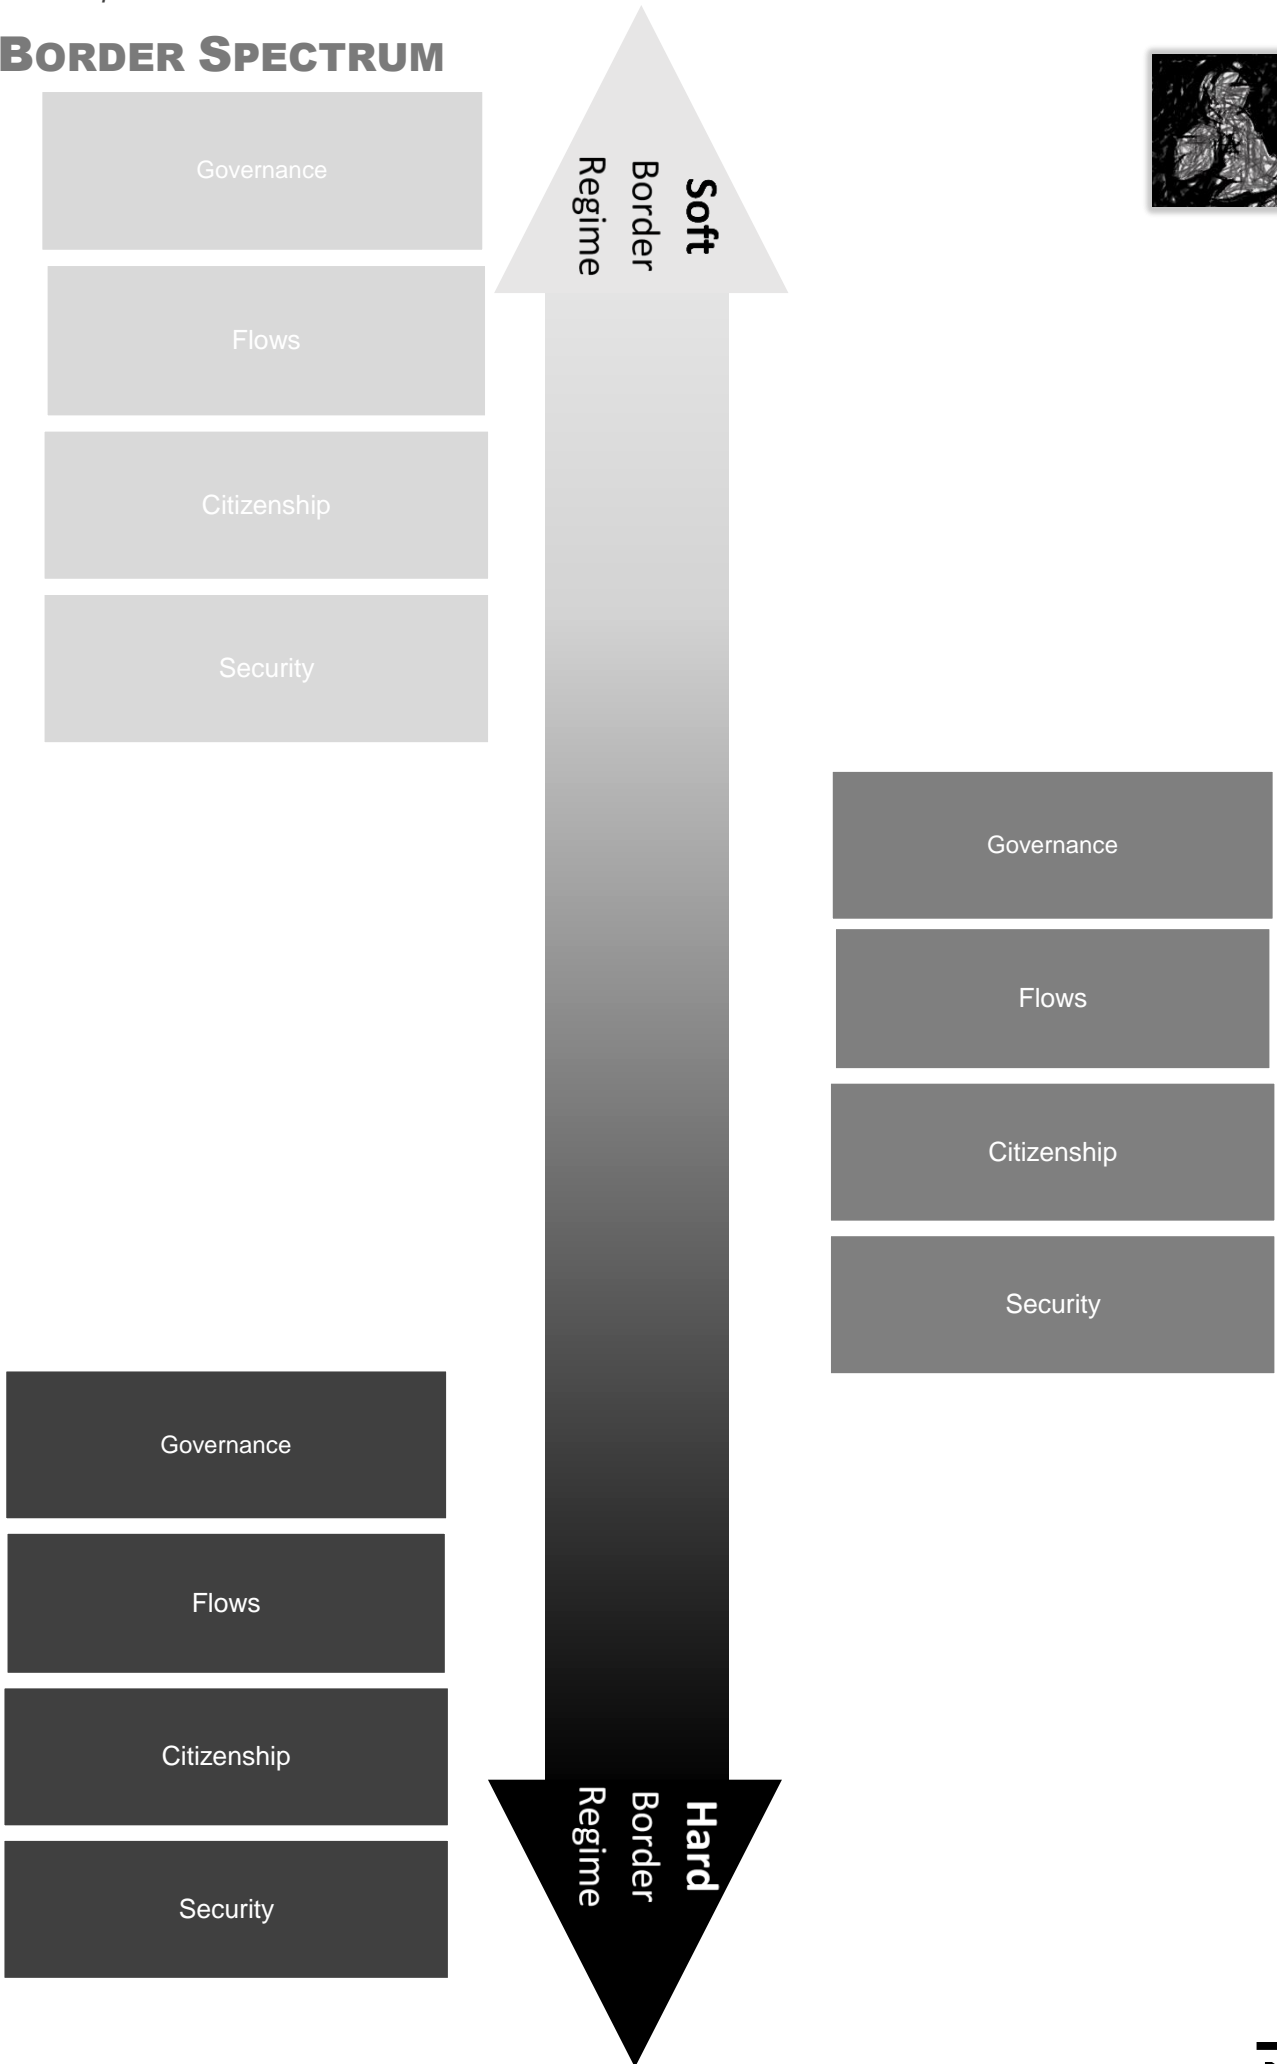 BORDER SPECTRUM
Governance
Flows
Citizenship
Security
Soft
Border
Regime
Governance
Flows
Citizenship
Security
Governance
Flows
Citizenship
Security
Hard
Border
Regime